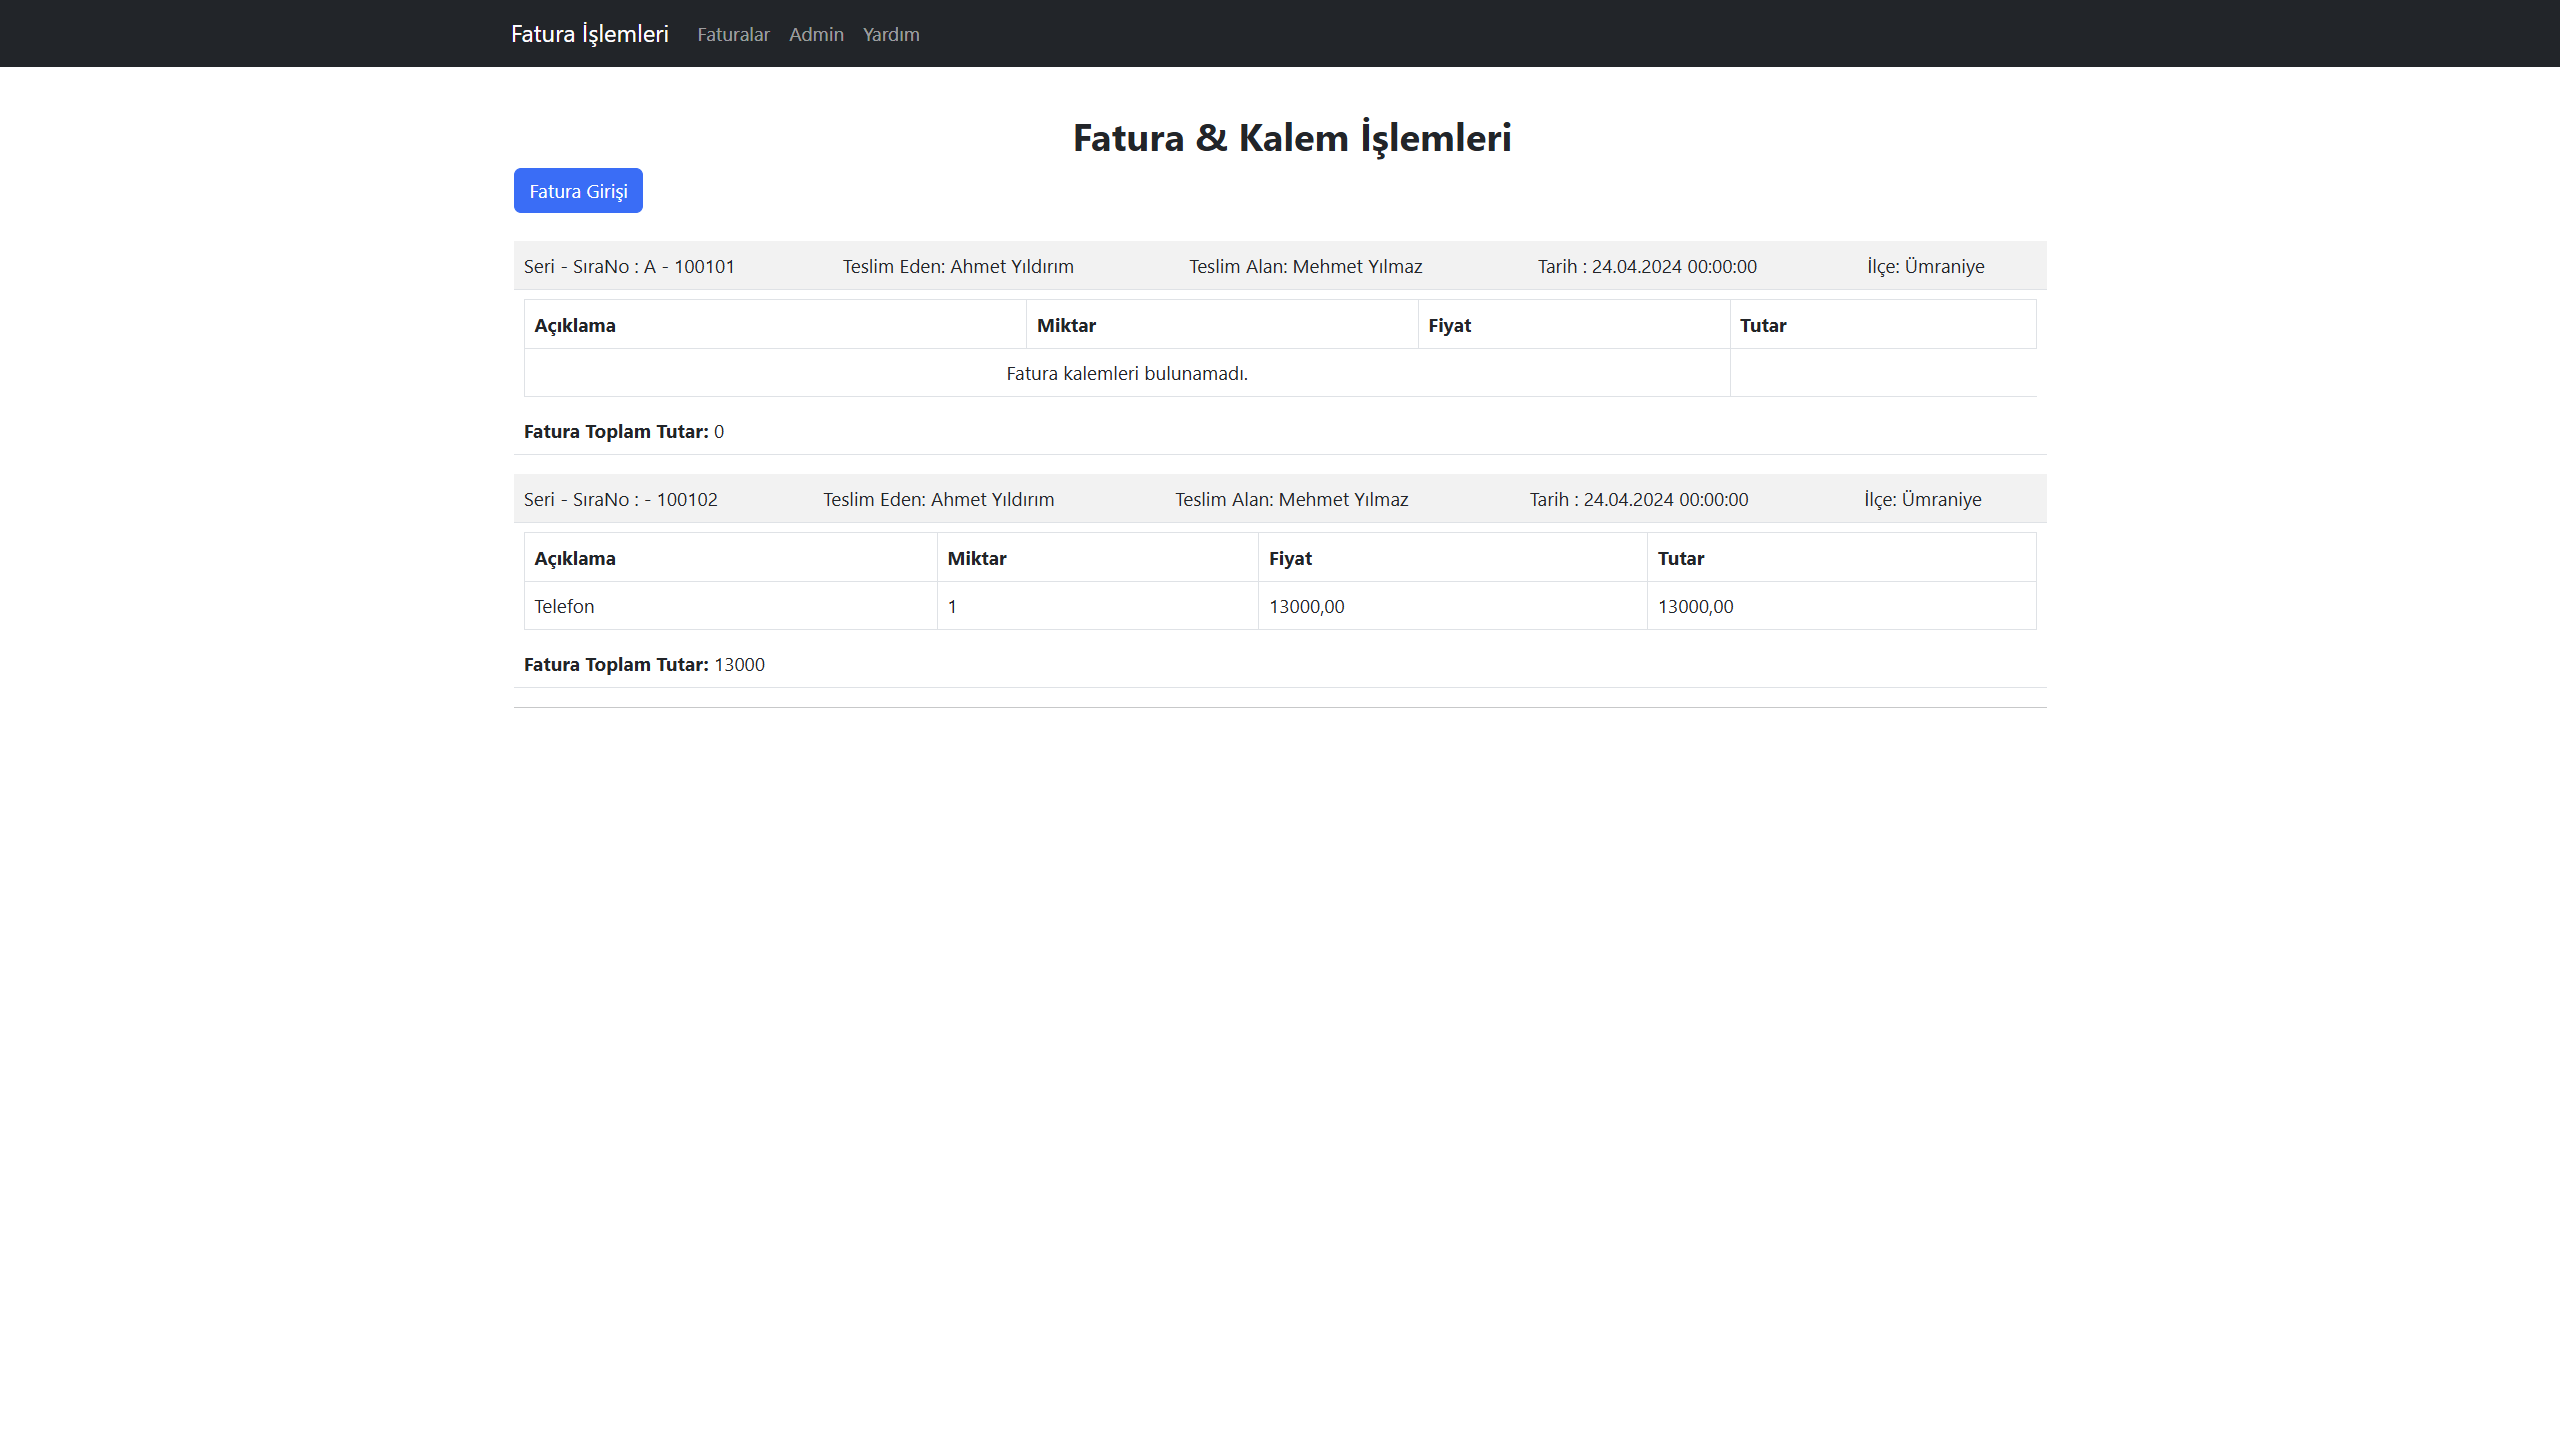 Fatura İşlemleri Faturalar Admin Yardım
Fatura & Kalem İşlemleri
Fatura Girişi
Seri - SıraNo : A - 100101 Teslim Eden: Ahmet Yıldırım Teslim Alan: Mehmet Yılmaz Tarih : 24.04.2024 00:00:00 İlçe: Ümraniye
Açıklama Miktar Fiyat Tutar
Fatura kalemleri bulunamadı.
Fatura Toplam Tutar: 0
Seri - SıraNo : - 100102 Teslim Eden: Ahmet Yıldırım Teslim Alan: Mehmet Yılmaz Tarih : 24.04.2024 00:00:00 İlçe: Ümraniye
Açıklama Miktar Fiyat Tutar
Telefon 1 13000,00 13000,00
Fatura Toplam Tutar: 13000